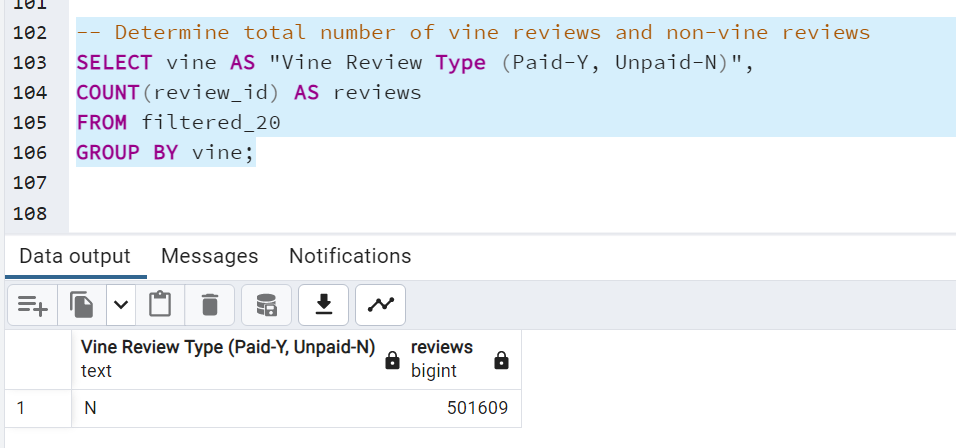 101
102 -- Determine total number of vine reviews and non-vine reviews
103 SELECT vine AS "Vine Review Type (Paid-Y, Unpaid-N)",
104 COUNT(review_id) AS reviews
105 FROM filtered_20
106 GROUP BY vine;
107
108
Data output Messages Notifications
Vine Review Type (Paid-Y, Unpaid-N) reviews
text bigint
1 N 501609